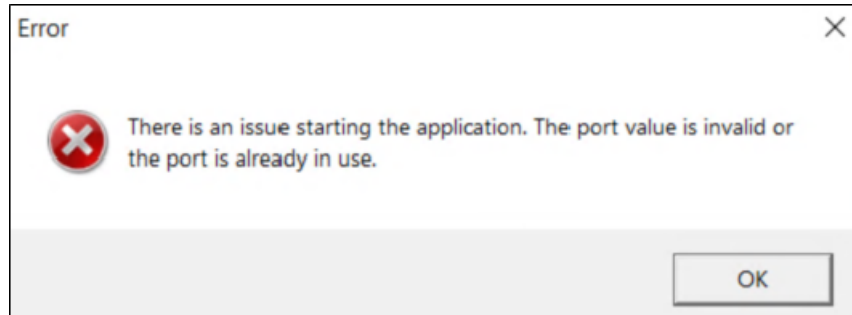 Error
There is an issue starting the application. The port value is invalid or
the port is already in use.
OK